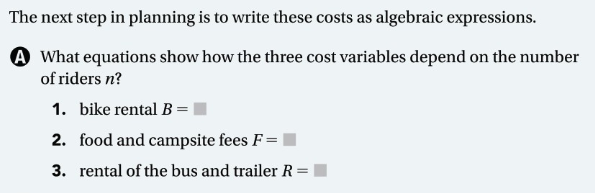 The next step in planning is to write these costs as algebraic expressions.
A What equations show how the three cost variables depend on the number
of riders n?
1. bike rental B =
2. food and campsite fees F =
3. rental of the bus and trailer R =